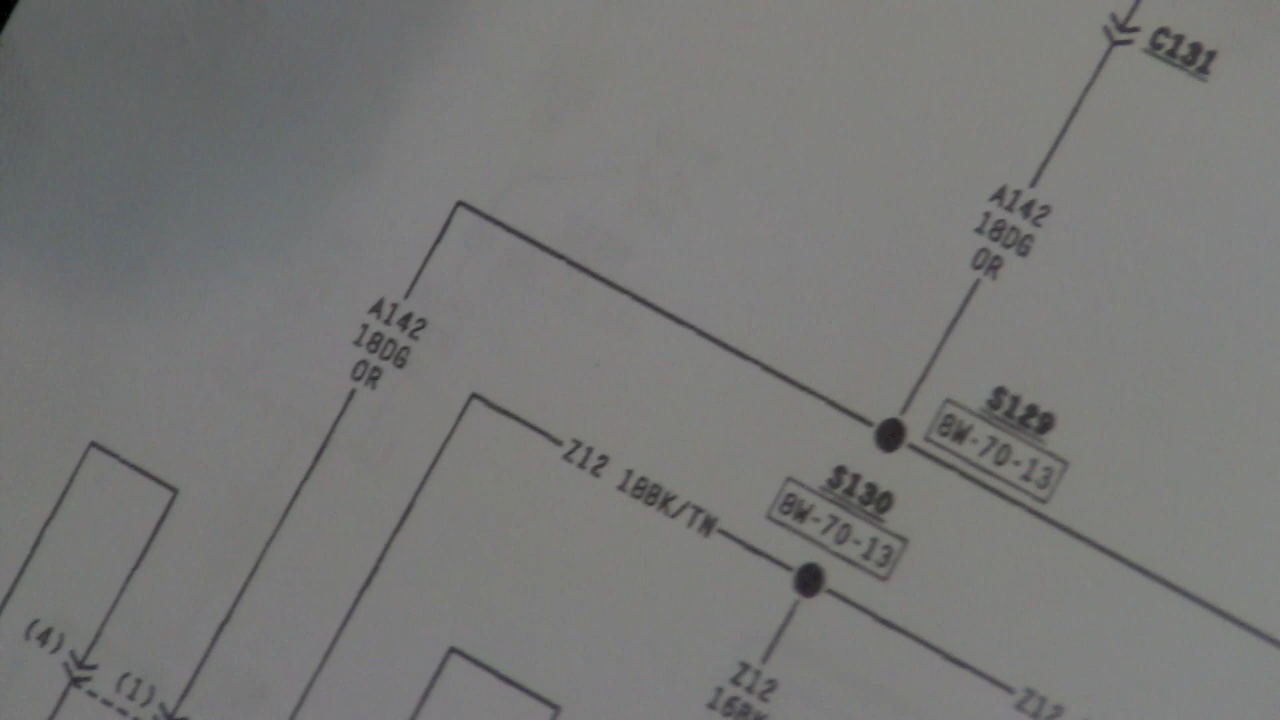 C131
A142
18DG
OR
A142
18DG
OR
S129
8W-70-13
Z12 18BK/TN
S130
8W-70-13
(4)
(1)
Z12
16BK
Z12